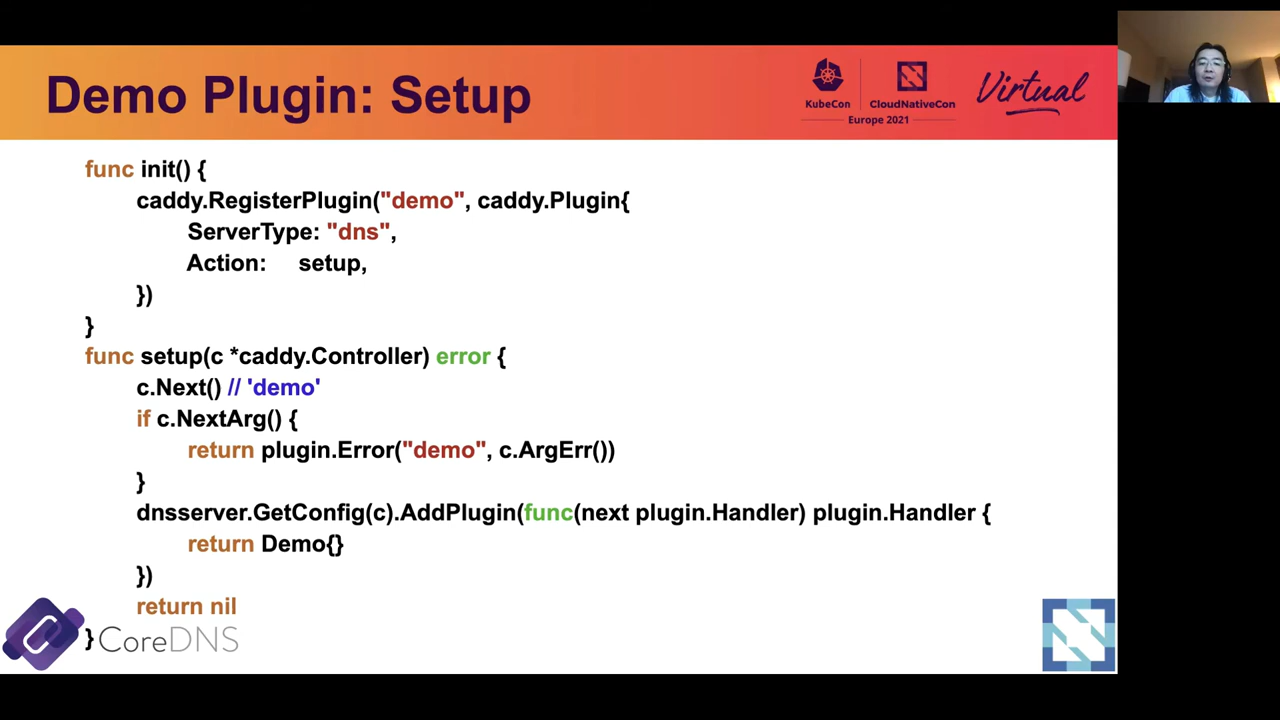 Demo Plugin: Setup
KubeCon
CloudNativeCon
Europe 2021
Virtual
func init() {
caddy.RegisterPlugin("demo", caddy.Plugin{
ServerType: "dns",
Action: setup,
})
}
func setup(c *caddy.Controller) error {
c.Next() // 'demo'
if c.NextArg() {
return plugin.Error("demo", c.ArgErr())
}
dnsserver.GetConfig(c).AddPlugin(func(next plugin.Handler) plugin.Handler {
return Demo{}
})
return nil
}
CoreDNS